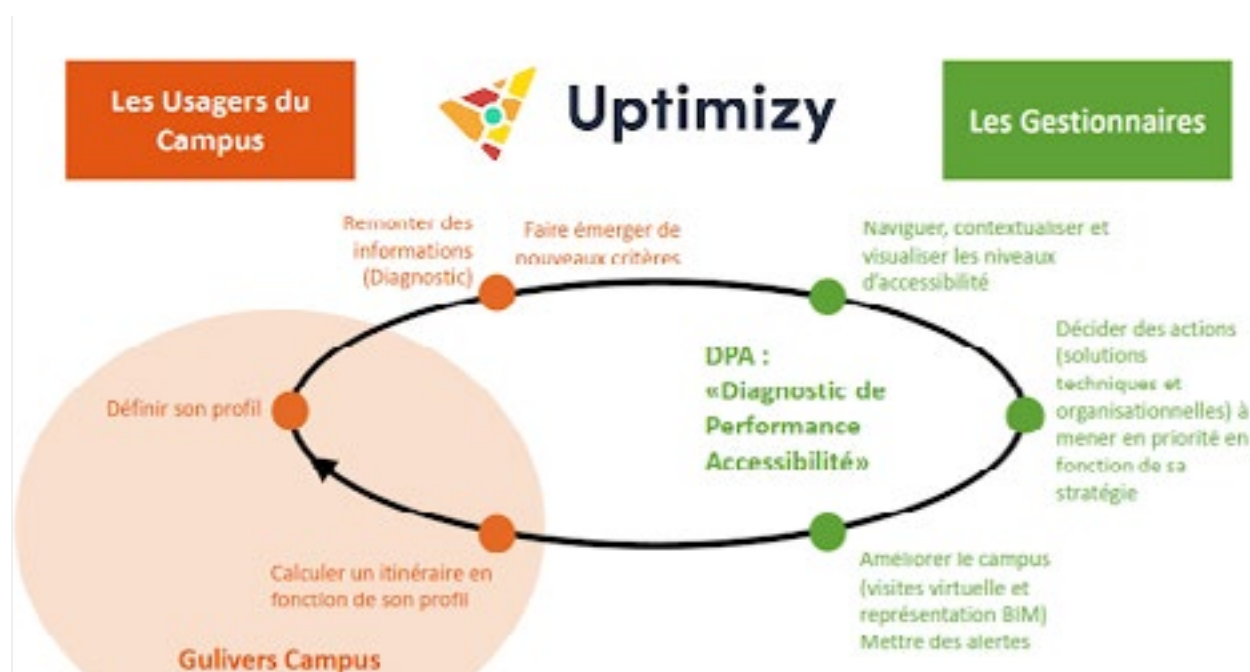 Les Usagers du
Campus
Uptimizy
Les Gestionnaires
Remonter des
informations
(Diagnostic)
Faire émerger de
nouveaux critères
Naviguer, contextualiser et
visualiser les niveaux
d'accessibilité
Définir son profil
DPA :
«Diagnostic de
Performance
Accessibilité»
Décider des actions
(solutions
techniques et
organisationnelles) à
mener en priorité en
fonction de sa
stratégie
Calculer un itinéraire en
fonction de son profil
Améliorer le campus
(visites virtuelle et
représentation BIM)
Mettre des alertes
Gulivers Campus